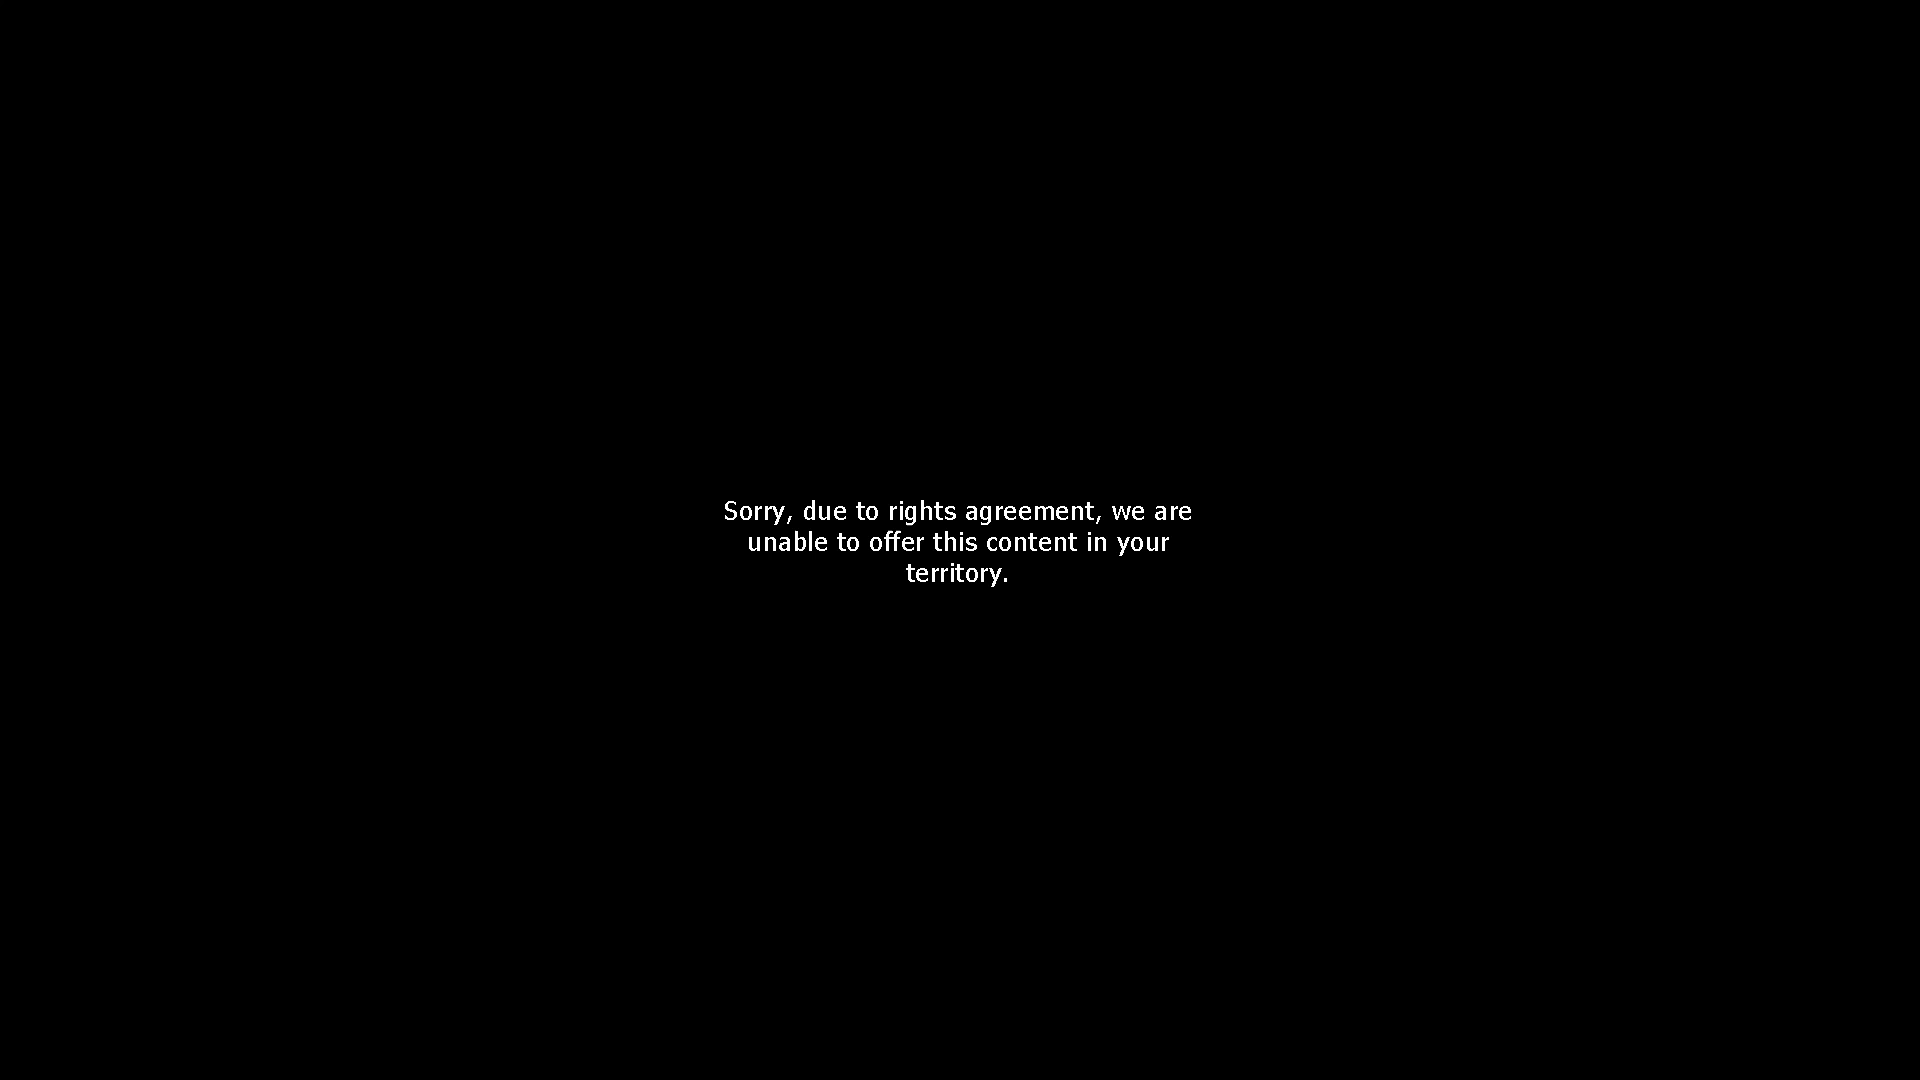 Sorry, due to rights agreement, we are
unable to offer this content in your
territory.